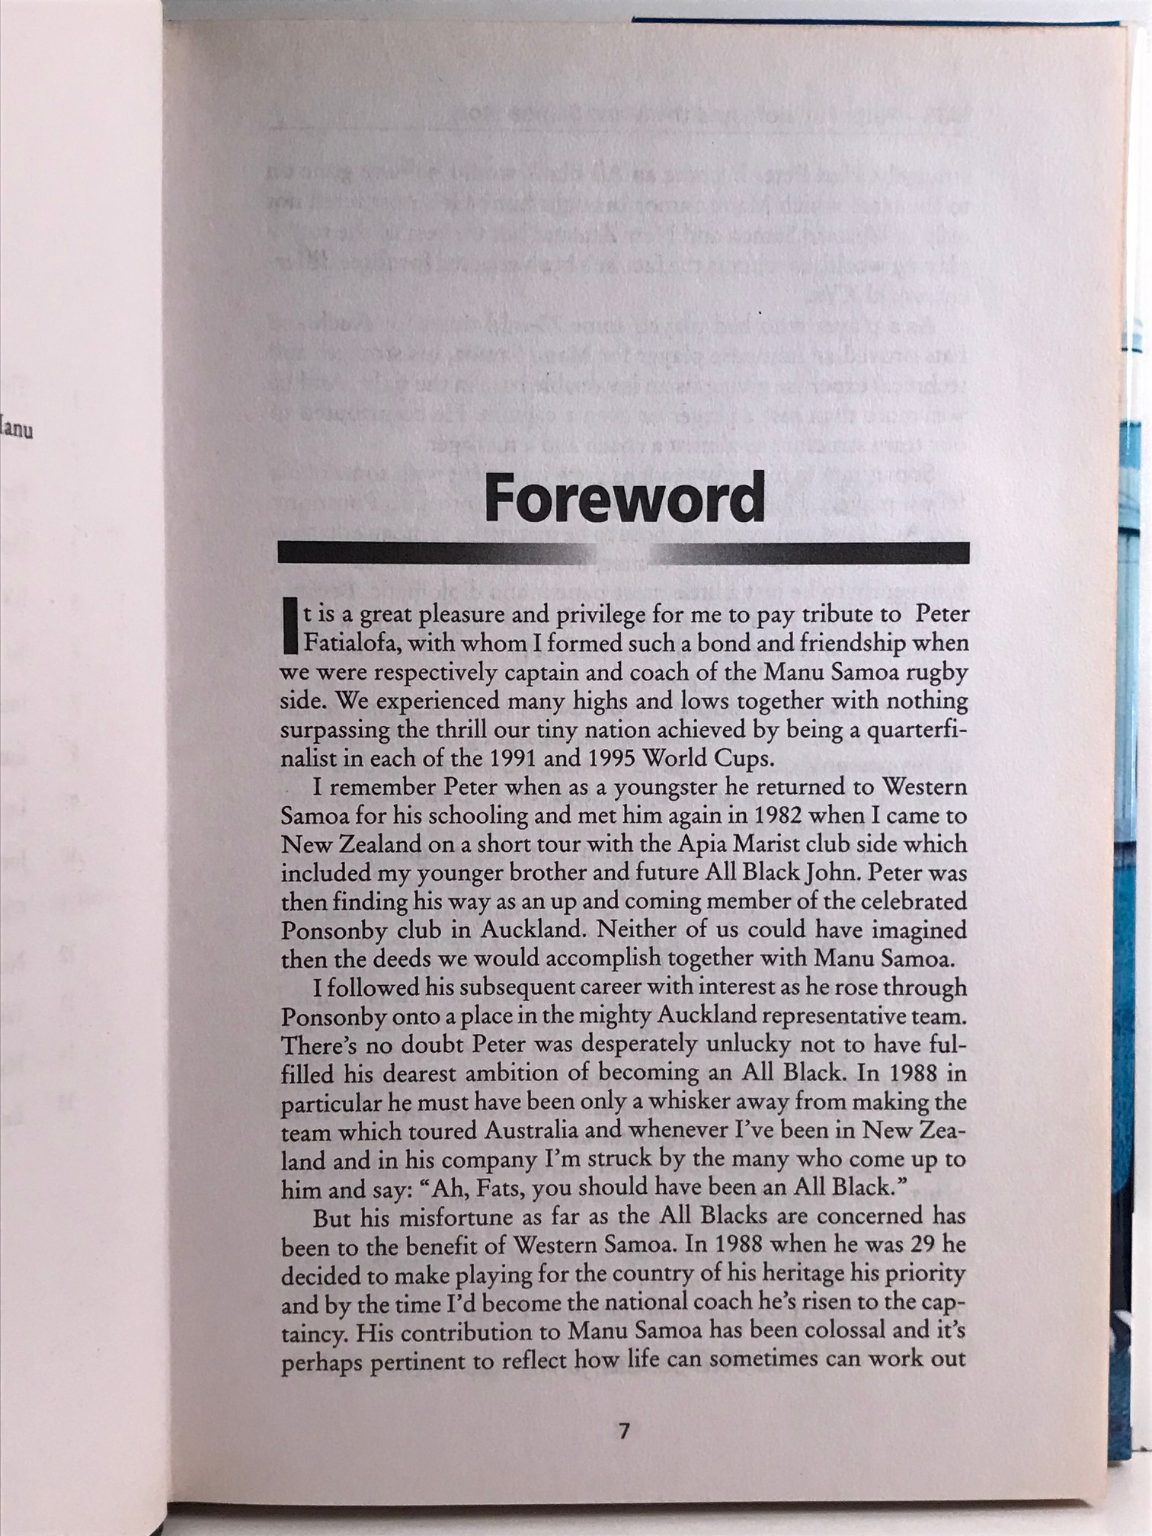 Foreword
It is a great pleasure and privilege for me to pay tribute to Peter
Fatialofa, with whom I formed such a bond and friendship when
we were respectively captain and coach of the Manu Samoa rugby
side. We experienced many highs and lows together with nothing
surpassing the thrill our tiny nation achieved by being a quarterfi-
nalist in each of the 1991 and 1995 World Cups.
I remember Peter when as a youngster he returned to Western
Samoa for his schooling and met him again in 1982 when I came to
New Zealand on a short tour with the Apia Marist club side which
included my younger brother and future All Black John. Peter was
then finding his way as an up and coming member of the celebrated
Ponsonby club in Auckland. Neither of us could have imagined
then the deeds we would accomplish together with Manu Samoa.
I followed his subsequent career with interest as he rose through
Ponsonby onto a place in the mighty Auckland representative team.
There's no doubt Peter was desperately unlucky not to have ful-
filled his dearest ambition of becoming an All Black. In 1988 in
particular he must have been only a whisker away from making the
team which toured Australia and whenever I've been in New Zea-
land and in his company I'm struck by the many who come up to
him and say: “Ah, Fats, you should have been an All Black.”
But his misfortune as far as the All Blacks are concerned has
been to the benefit of Western Samoa. In 1988 when he was 29 he
decided to make playing for the country of his heritage his priority
and by the time I'd become the national coach he's risen to the cap-
taincy. His contribution to Manu Samoa has been colossal and it's
perhaps pertinent to reflect how life can sometimes can work out
7